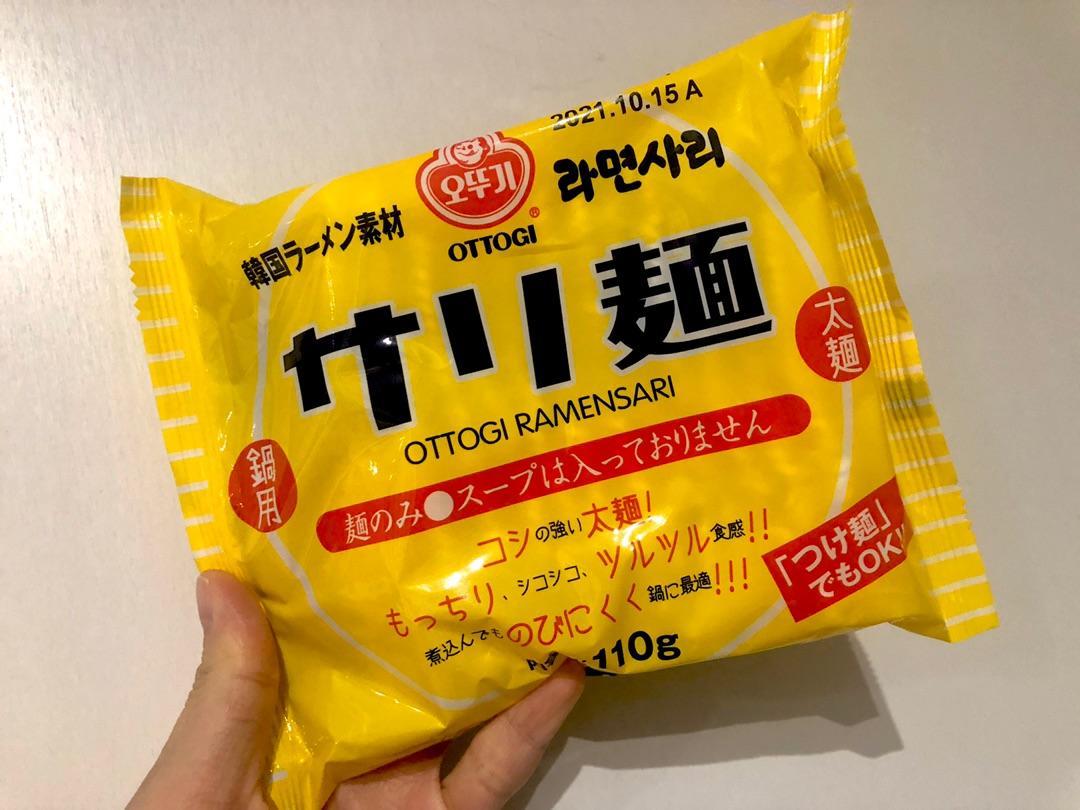 2021.10.15 A
오뚜기
®
OTTOGI
라면사리
韓国ラーメン素材
サリ麺
太麺
OTTOGI RAMENSARI
鍋用
麺のみ●スープは入っておりません
コシの強い太麺!
もっちり、シコシコ、ツルツル食感!!
煮込んでものびにくく鍋に最適!!!
「つけ麺」
でもOK!!
110g